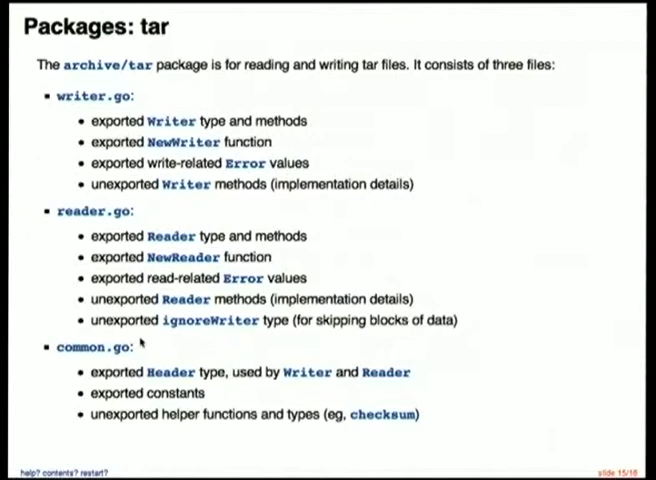 Packages: tar
The archive/tar package is for reading and writing tar files. It consists of three files:
▪ writer.go:
• exported Writer type and methods
• exported NewWriter function
• exported write-related Error values
• unexported Writer methods (implementation details)
▪ reader.go:
• exported Reader type and methods
• exported NewReader function
• exported read-related Error values
• unexported Reader methods (implementation details)
• unexported ignoreWriter type (for skipping blocks of data)
▪ common.go:
• exported Header type, used by Writer and Reader
• exported constants
• unexported helper functions and types (eg, checksum)
help? contents? restart?
slide 15/16